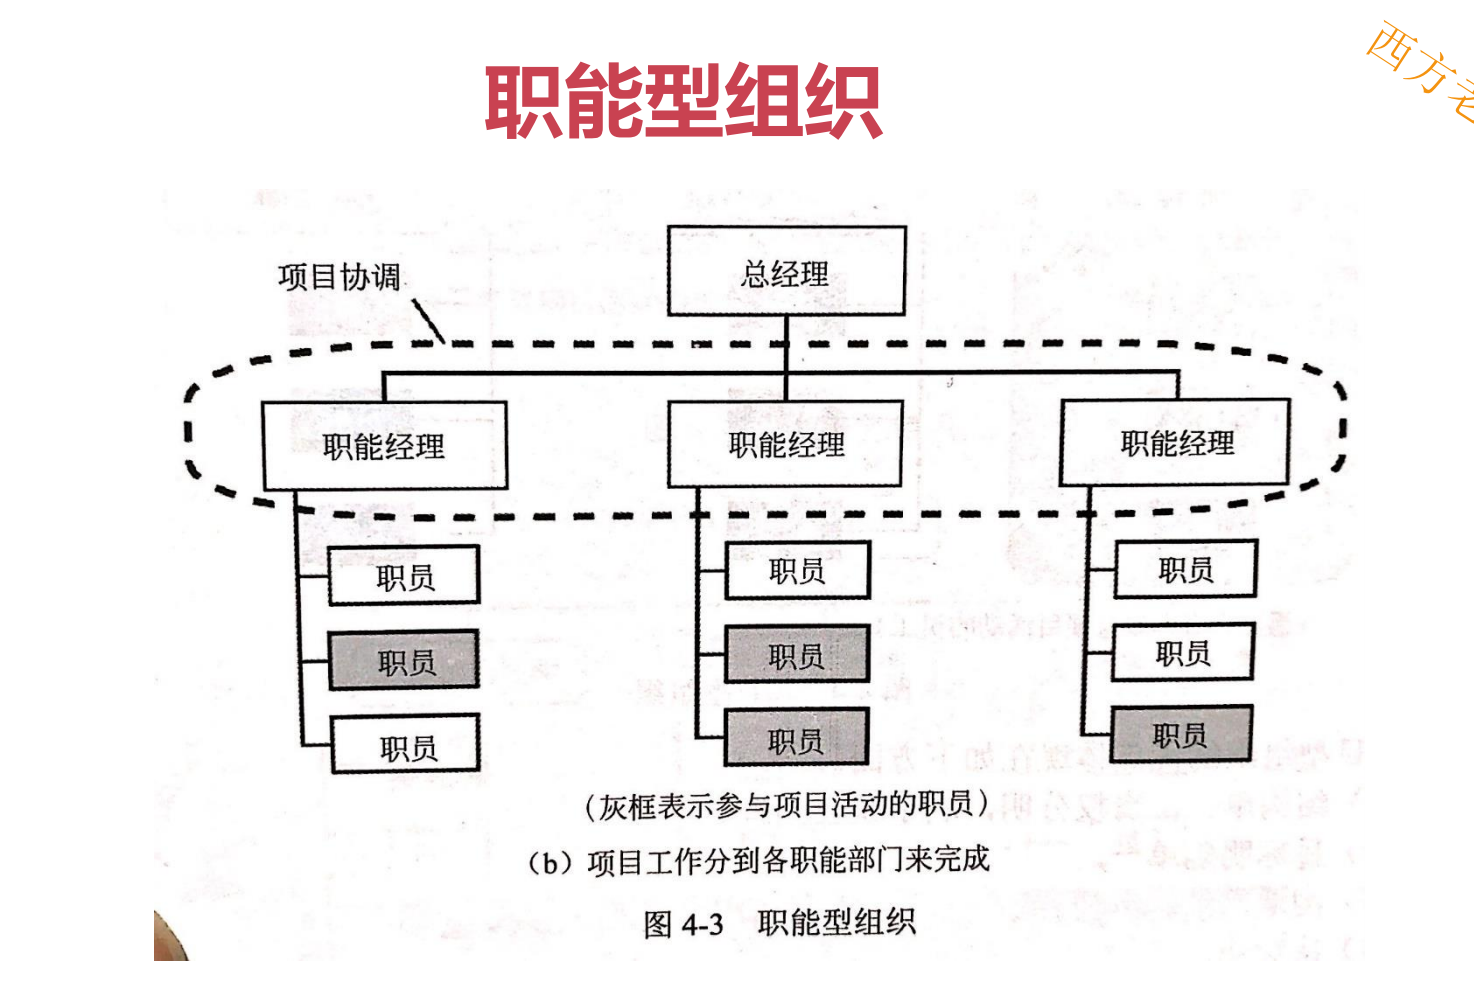 职能型组织
西方老
总经理
项目协调
职能经理 职能经理 职能经理
职员 职员 职员
职员 职员 职员
职员 职员 职员
（灰框表示参与项目活动的职员）
（b）项目工作分到各职能部门来完成
图 4-3 职能型组织